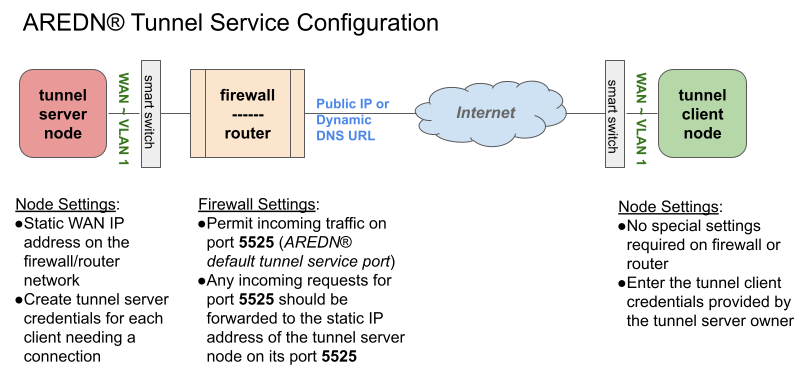 AREDN® Tunnel Service Configuration
tunnel
server
node
WAN ~ VLAN 1
smart switch
firewall
------
router
Public IP or
Dynamic
DNS URL
Internet
smart switch
WAN ~ VLAN 1
tunnel
client
node
Node Settings:
●Static WAN IP
address on the
firewall/router
network
●Create tunnel server
credentials for each
client needing a
connection
Firewall Settings:
●Permit incoming traffic on
port 5525 (AREDN®
default tunnel service port)
●Any incoming requests for
port 5525 should be
forwarded to the static IP
address of the tunnel server
node on its port 5525
Node Settings:
●No special settings
required on firewall or
router
●Enter the tunnel client
credentials provided by
the tunnel server owner